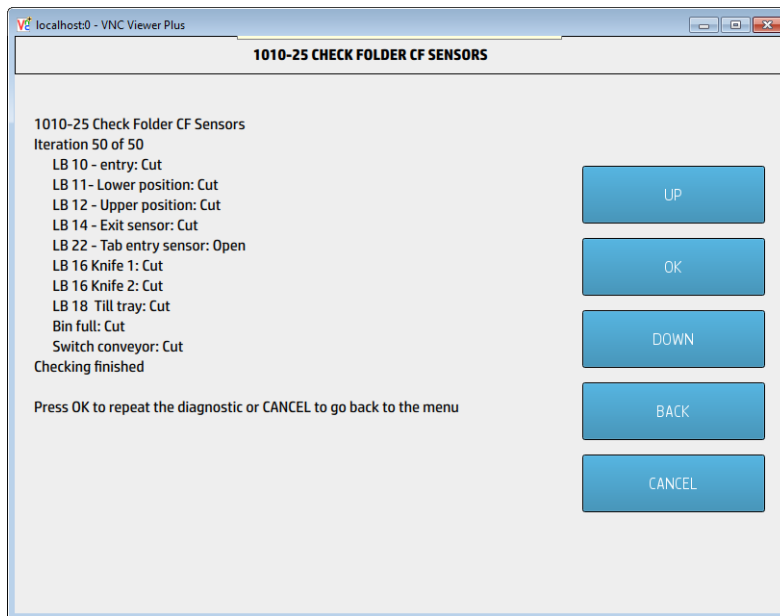 localhost:0 - VNC Viewer Plus
1010-25 CHECK FOLDER CF SENSORS
1010-25 Check Folder CF Sensors
Iteration 50 of 50
LB 10 - entry: Cut
LB 11- Lower position: Cut
LB 12 - Upper position: Cut
LB 14 - Exit sensor: Cut
LB 22 - Tab entry sensor: Open
LB 16 Knife 1: Cut
LB 16 Knife 2: Cut
LB 18 Till tray: Cut
Bin full: Cut
Switch conveyor: Cut
Checking finished
Press OK to repeat the diagnostic or CANCEL to go back to the menu
UP
OK
DOWN
BACK
CANCEL